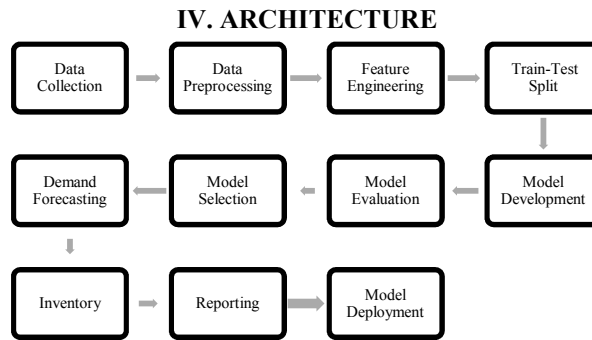 IV. ARCHITECTURE
Data
Collection
Data
Preprocessing
Feature
Engineering
Train-Test
Split
Model
Development
Model
Evaluation
Model
Selection
Demand
Forecasting
Inventory
Reporting
Model
Deployment